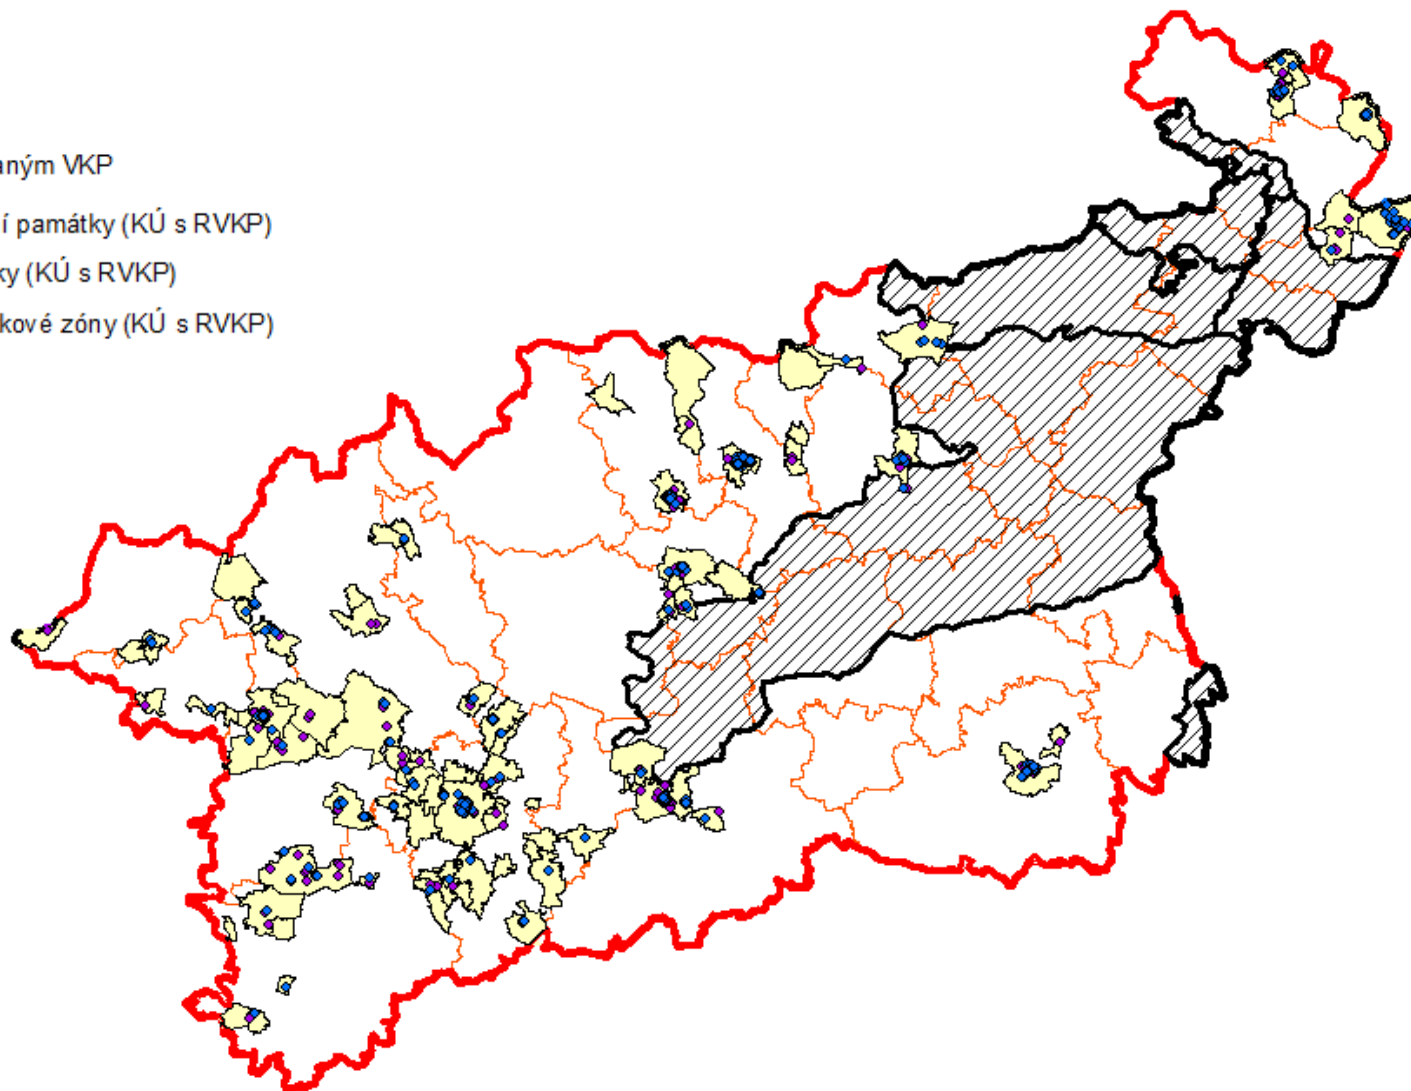 aným VKP
í památky (KÚ s RVKP)
ky (KÚ s RVKP)
kové zóny (KÚ s RVKP)